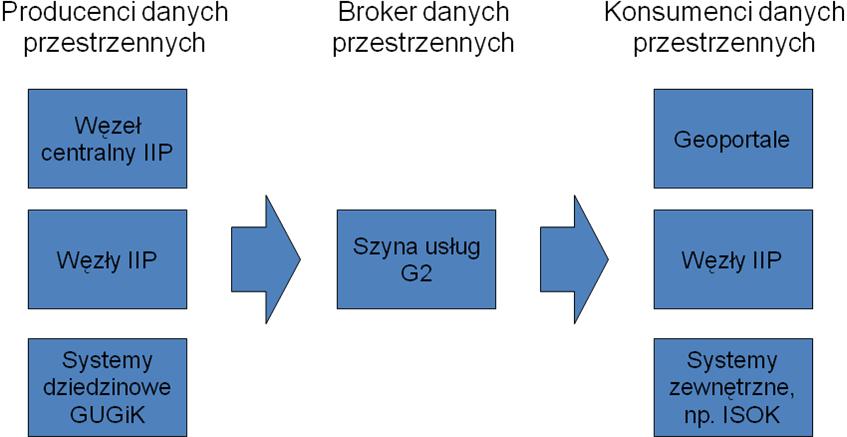 Producenci danych
przestrzennych
Węzeł
centralny IIP
Węzły IIP
Systemy
dziedzinowe
GUGiK
Broker danych
przestrzennych
Szyna usług
G2
Konsumenci danych
przestrzennych
Geoportale
Węzły IIP
Systemy
zewnętrzne,
np. ISOK